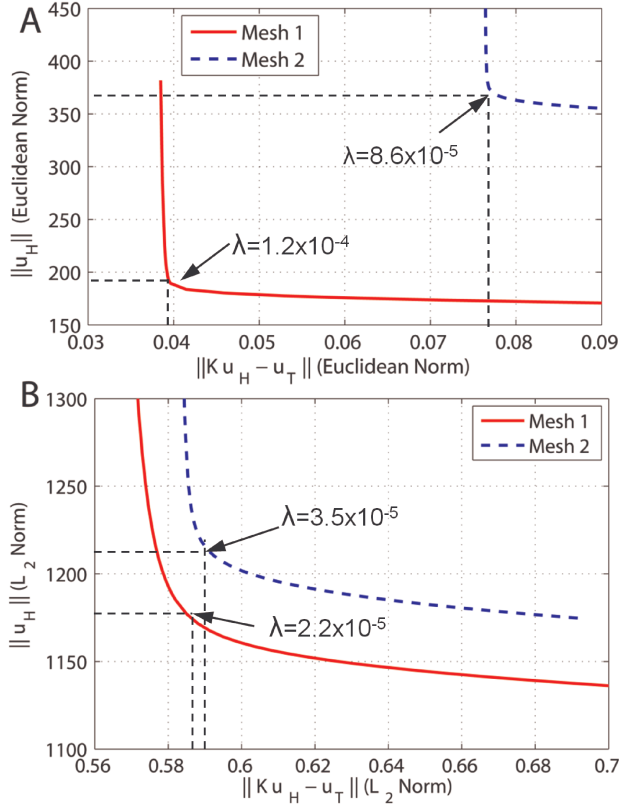 A
450
400
350
300
250
200
150
||u_H|| (Euclidean Norm)
Mesh 1
Mesh 2
λ=8.6x10^-5
λ=1.2x10^-4
0.03 0.04 0.05 0.06 0.07 0.08 0.09
||K u_H − u_T|| (Euclidean Norm)
B
1300
1250
1200
1150
1100
|| u_H|| (L_2 Norm)
Mesh 1
Mesh 2
λ=3.5x10^-5
λ=2.2x10^-5
0.56 0.58 0.6 0.62 0.64 0.66 0.68 0.7
||K u_H − u_T|| (L_2 Norm)